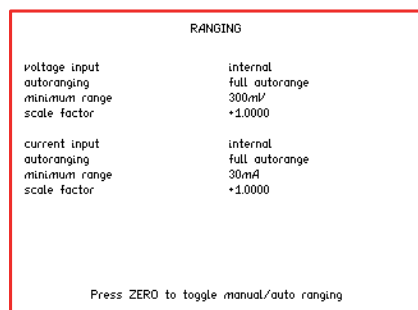 RANGING
voltage input internal
autoranging full autorange
minimum range 300mV
scale factor +1.0000
current input internal
autoranging full autorange
minimum range 30mA
scale factor +1.0000
Press ZERO to toggle manual/auto ranging